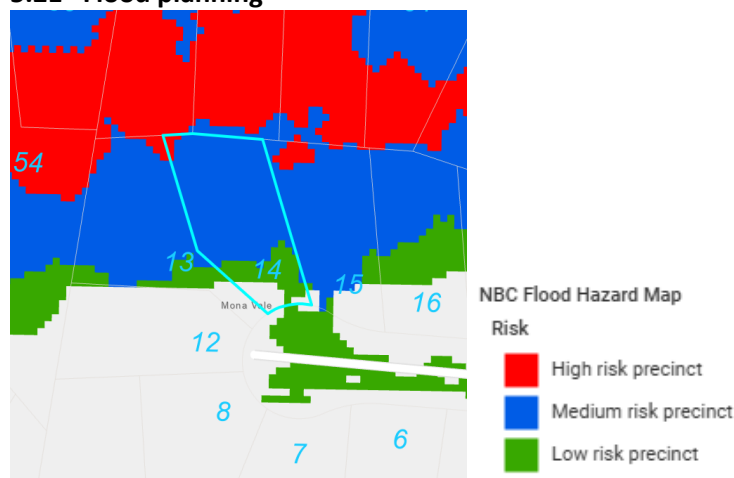 54
13
14
15
16
Mona Vale
12
8
7
6
NBC Flood Hazard Map
Risk
High risk precinct
Medium risk precinct
Low risk precinct